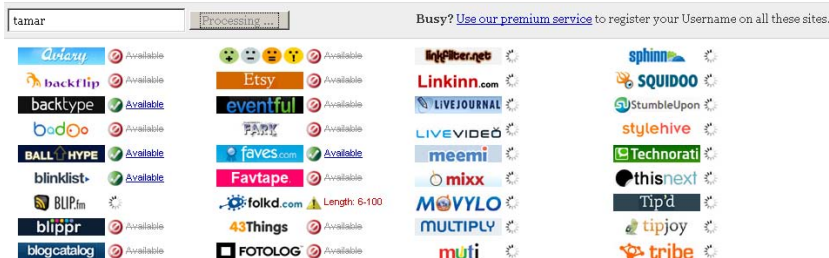 tamar Processing ... Busy? Use our premium service to register your Username on all these sites.
Aviary Available Available linkfilter.net sphinn
backflip Available Etsy Available Linkinn.com SQUIDOO
backtype Available eventful Available LiVEJOURNAL StumbleUpon
badoo Available FARK Available LIVEVIDEO stylehive
BALL HYPE Available faves.com Available meemi Technorati
blinklist Available Favtape. Available mixx thisnext
BLIP.fm folkd.com Length: 6-100 MOVYLO Tip'd
blippr Available 43Things Available MULTIPLY tipjoy
blogcatalog Available FOTOLOG Available muti tribe